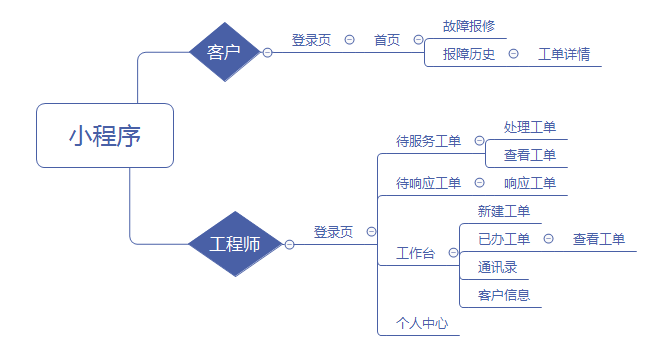 小程序
客户
登录页
首页
故障报修
报障历史
工单详情
工程师
登录页
待服务工单
处理工单
查看工单
待响应工单
响应工单
工作台
新建工单
已办工单
查看工单
通讯录
客户信息
个人中心